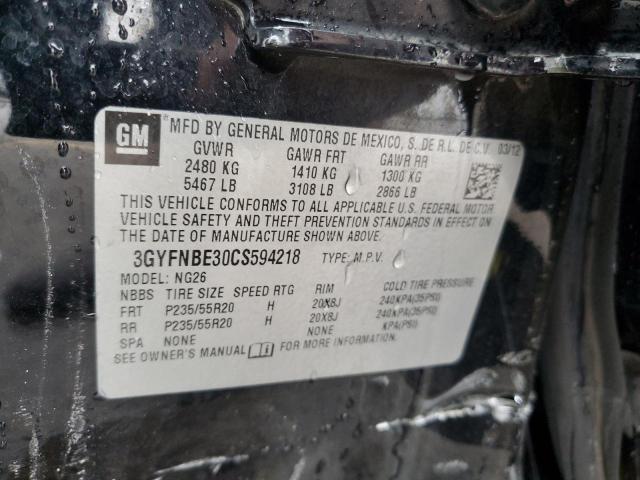 GM ® MFD BY GENERAL MOTORS DE MEXICO, S. DE R.L. DE C.V. 03/12
GVWR GAWR FRT GAWR RR
2480 KG 1410 KG 1300 KG
5467 LB 3108 LB 2866 LB
THIS VEHICLE CONFORMS TO ALL APPLICABLE U.S. FEDERAL MOTOR
VEHICLE SAFETY AND THEFT PREVENTION STANDARDS IN EFFECT ON
THE DATE OF MANUFACTURE SHOWN ABOVE.
3GYFNBE30CS594218 TYPE: M.P.V.
MODEL: NG26
NBBS TIRE SIZE SPEED RTG RIM COLD TIRE PRESSURE
FRT P235/55R20 H 20X8J 240KPA(35PSI)
RR P235/55R20 H 20X8J 240KPA(35PSI)
SPA NONE NONE KPA(PSI)
SEE OWNER'S MANUAL FOR MORE INFORMATION.